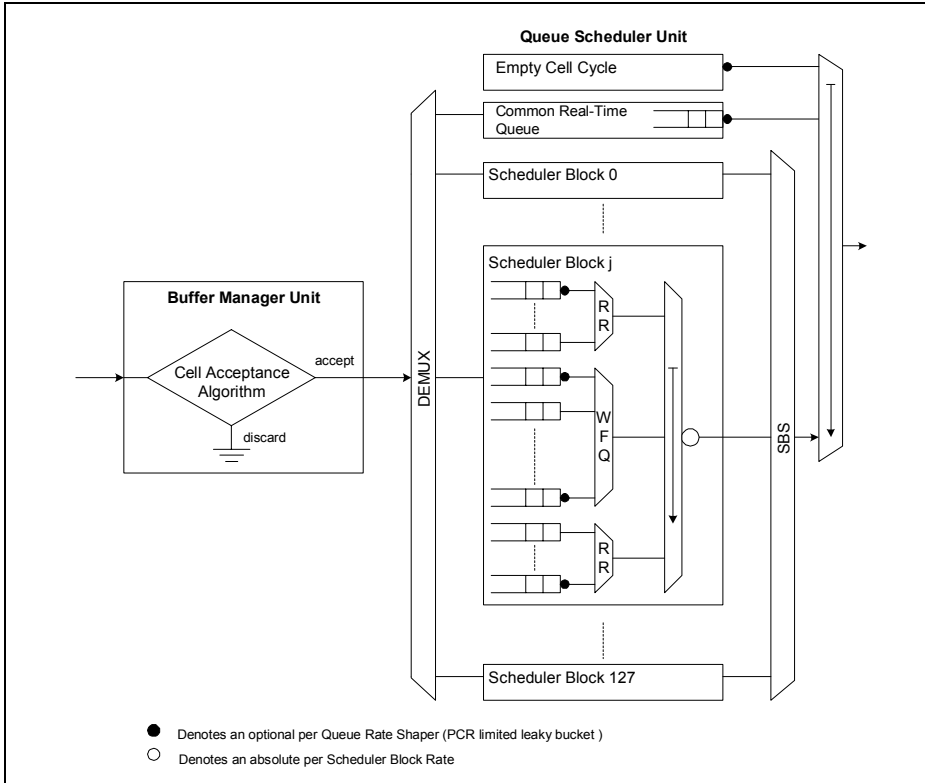 Queue Scheduler Unit
Empty Cell Cycle
Common Real-Time
Queue
Scheduler Block 0
Scheduler Block j
Buffer Manager Unit
Cell Acceptance
Algorithm
accept
discard
DEMUX
R
R
W
F
Q
R
R
SBS
Scheduler Block 127
Denotes an optional per Queue Rate Shaper (PCR limited leaky bucket )
Denotes an absolute per Scheduler Block Rate